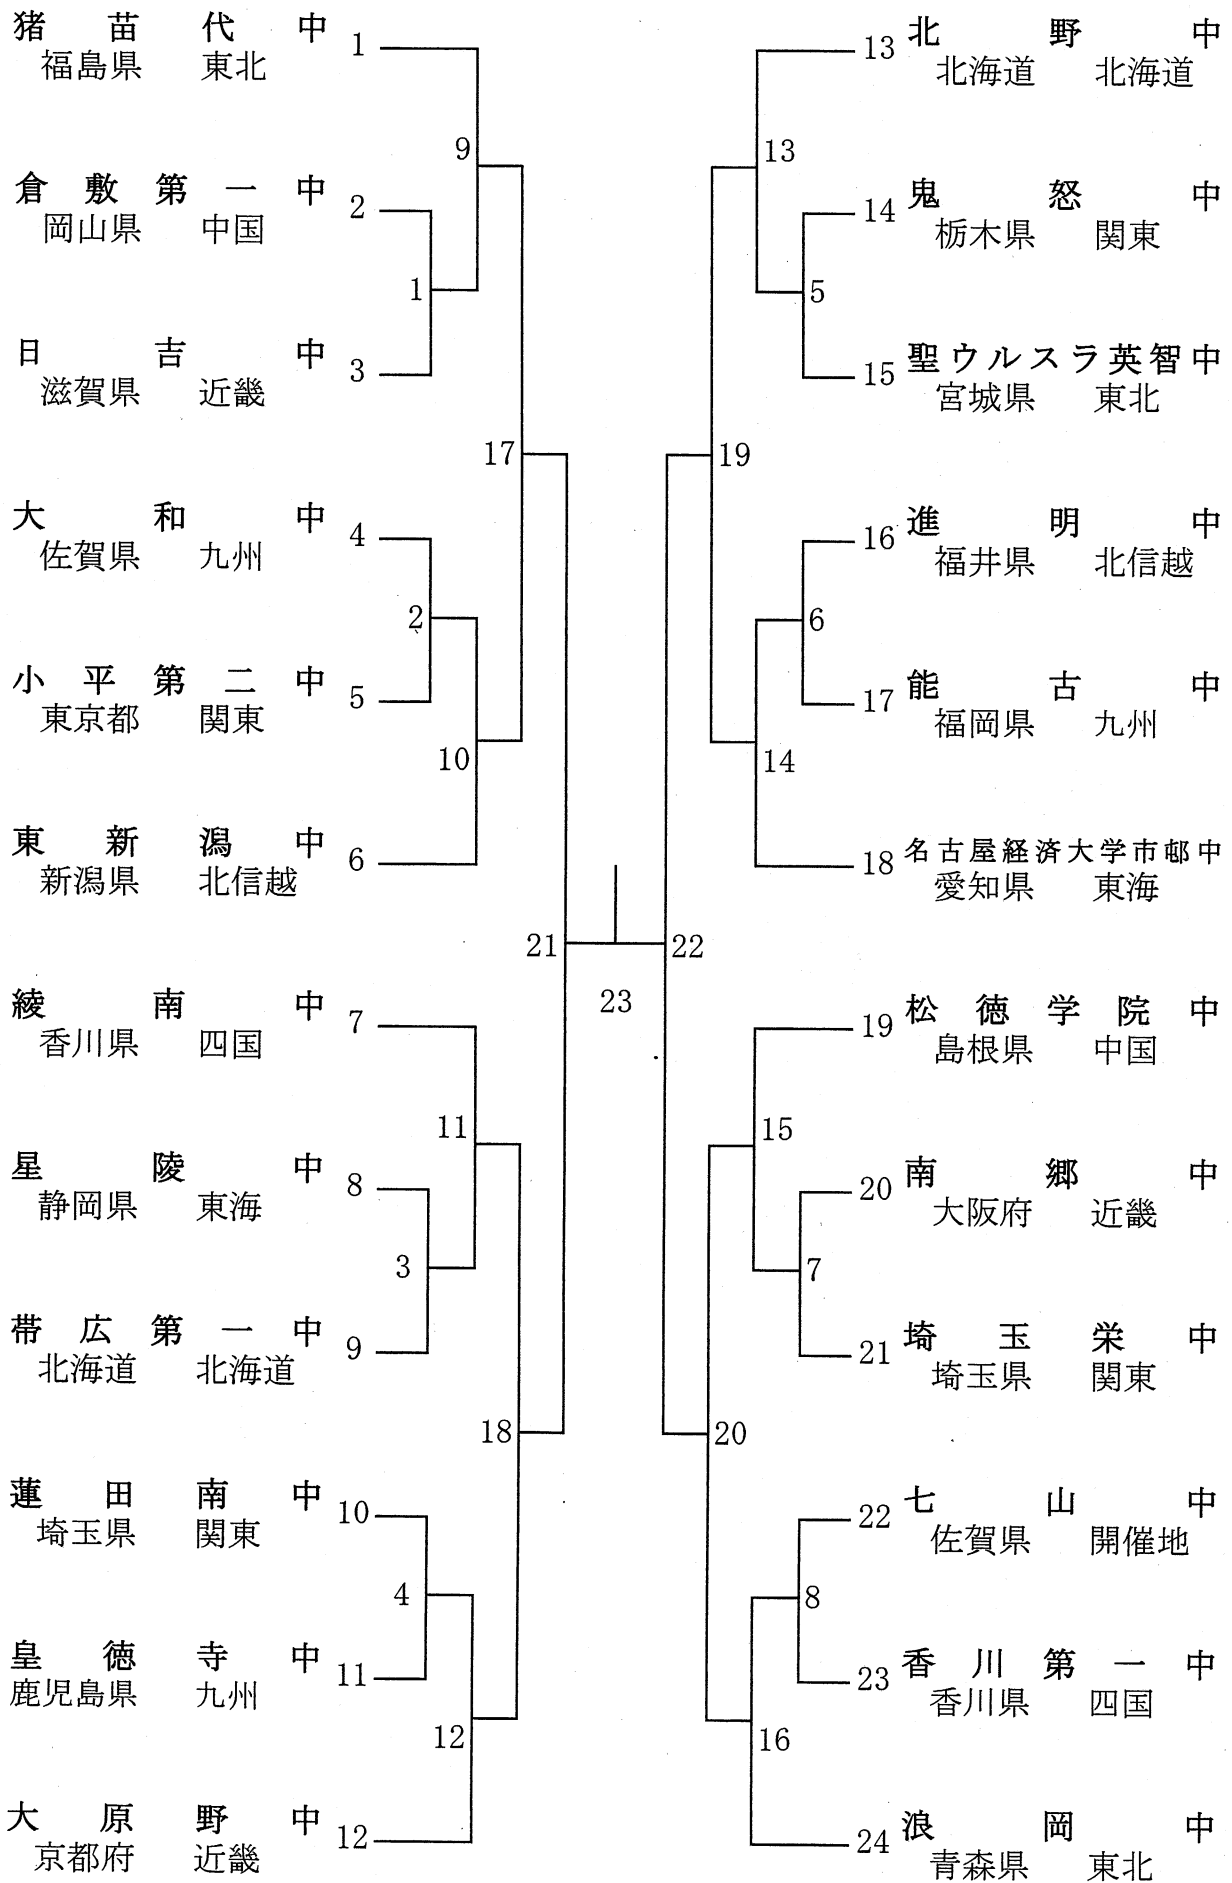 猪苗代中 1
福島県 東北
9
倉敷第一中 2
岡山県 中国
1
日吉中 3
滋賀県 近畿
17
大和中 4
佐賀県 九州
2
小平第二中 5
東京都 関東
10
東新潟中 6
新潟県 北信越
21
綾南中 7
香川県 四国
11
星陵中 8
静岡県 東海
3
帯広第一中 9
北海道 北海道
18
蓮田南中 10
埼玉県 関東
4
皇徳寺中 11
鹿児島県 九州
12
大原野中 12
京都府 近畿
23
13 北野中
北海道 北海道
13
14 鬼怒中
栃木県 関東
5
15 聖ウルスラ英智中
宮城県 東北
19
16 進明中
福井県 北信越
6
17 能古中
福岡県 九州
14
18 名古屋経済大学市邨中
愛知県 東海
22
19 松徳学院中
島根県 中国
15
20 南郷中
大阪府 近畿
7
21 埼玉栄中
埼玉県 関東
20
22 七山中
佐賀県 開催地
8
23 香川第一中
香川県 四国
16
24 浪岡中
青森県 東北